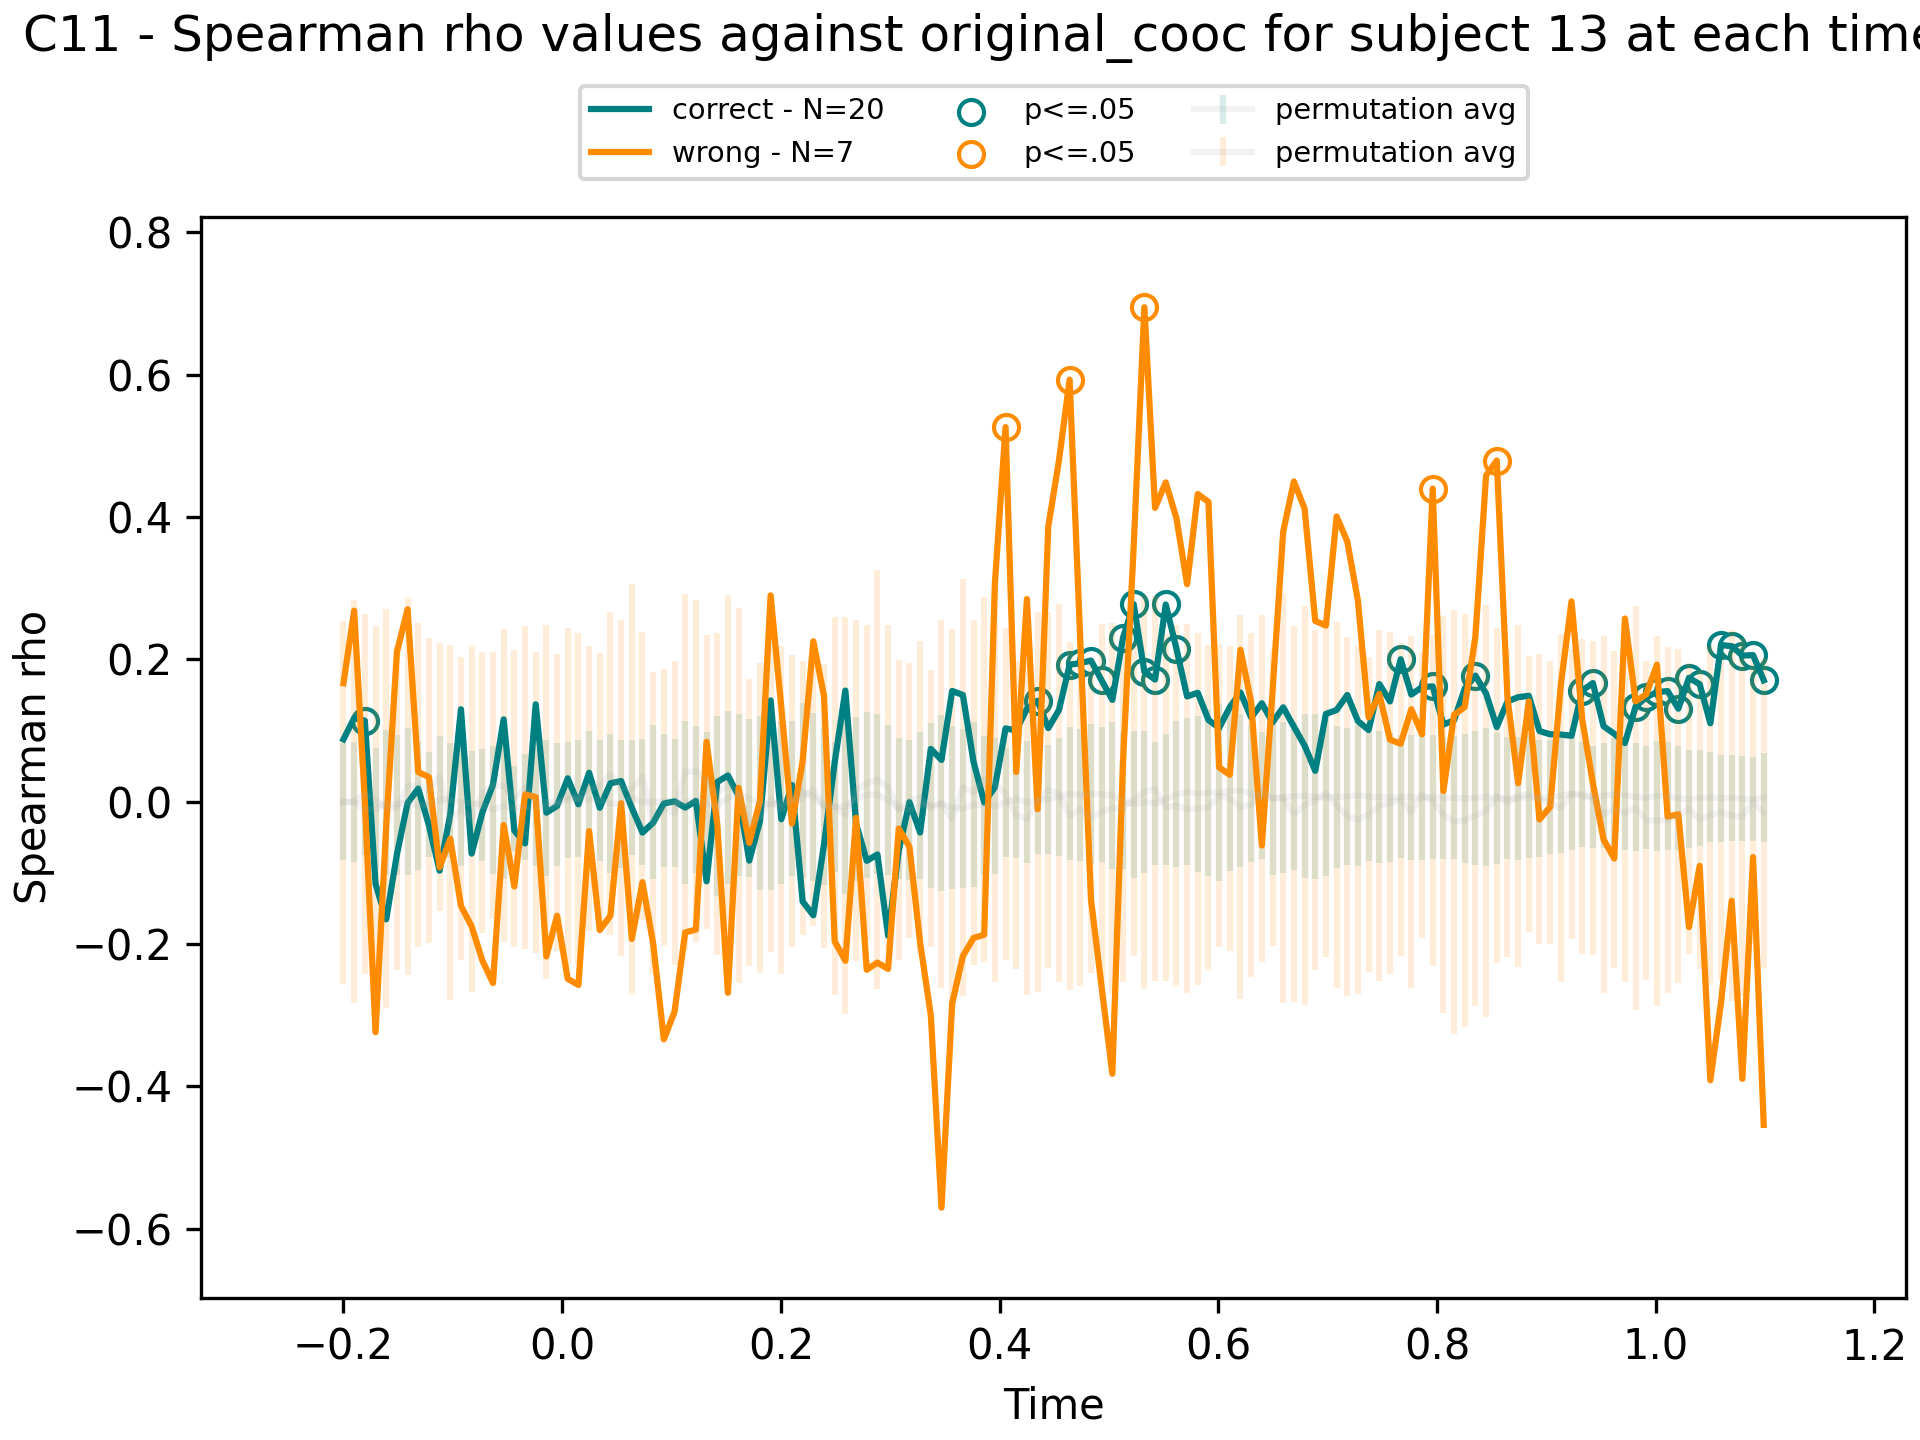 C11 - Spearman rho values against original_cooc for subject 13 at each time
correct - N=20
wrong - N=7
p<=.05
p<=.05
permutation avg
permutation avg
0.8
0.6
0.4
0.2
0.0
−0.2
−0.4
−0.6
Spearman rho
−0.2 0.0 0.2 0.4 0.6 0.8 1.0 1.2
Time